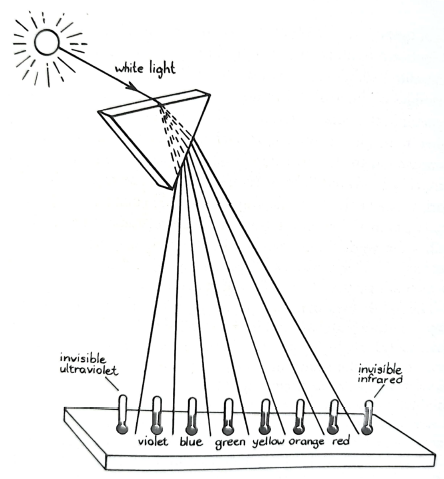 white light
invisible
ultraviolet
invisible
infrared
violet blue green yellow orange red